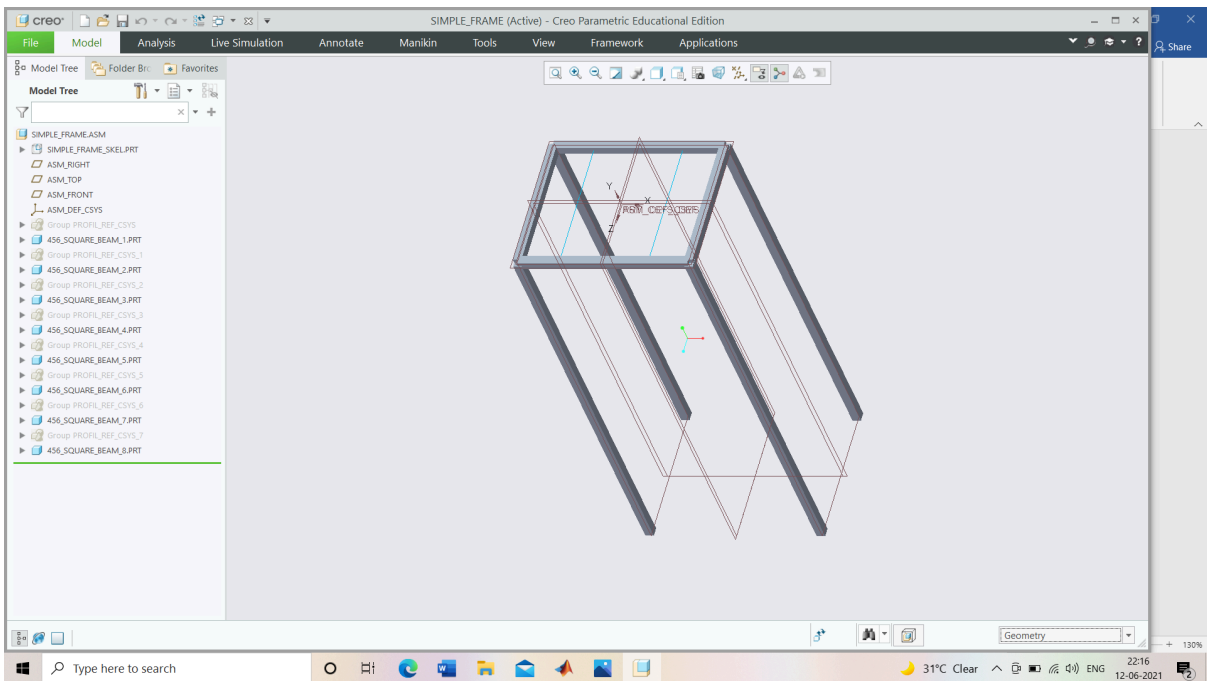 creo
SIMPLE_FRAME (Active) - Creo Parametric Educational Edition
File Model Analysis Live Simulation Annotate Manikin Tools View Framework Applications
Share
Model Tree Folder Bro Favorites
Model Tree
SIMPLE_FRAME.ASM
SIMPLE_FRAME_SKEL.PRT
ASM_RIGHT
ASM_TOP
ASM_FRONT
ASM_DEF_CSYS
Group PROFIL_REF_CSYS
456_SQUARE_BEAM_1.PRT
Group PROFIL_REF_CSYS_1
456_SQUARE_BEAM_2.PRT
Group PROFIL_REF_CSYS_2
456_SQUARE_BEAM_3.PRT
Group PROFIL_REF_CSYS_3
456_SQUARE_BEAM_4.PRT
Group PROFIL_REF_CSYS_4
456_SQUARE_BEAM_5.PRT
Group PROFIL_REF_CSYS_5
456_SQUARE_BEAM_6.PRT
Group PROFIL_REF_CSYS_6
456_SQUARE_BEAM_7.PRT
Group PROFIL_REF_CSYS_7
456_SQUARE_BEAM_8.PRT
Y
X
Z
Geometry
130%
Type here to search
31°C Clear
ENG
22:16
12-06-2021
2